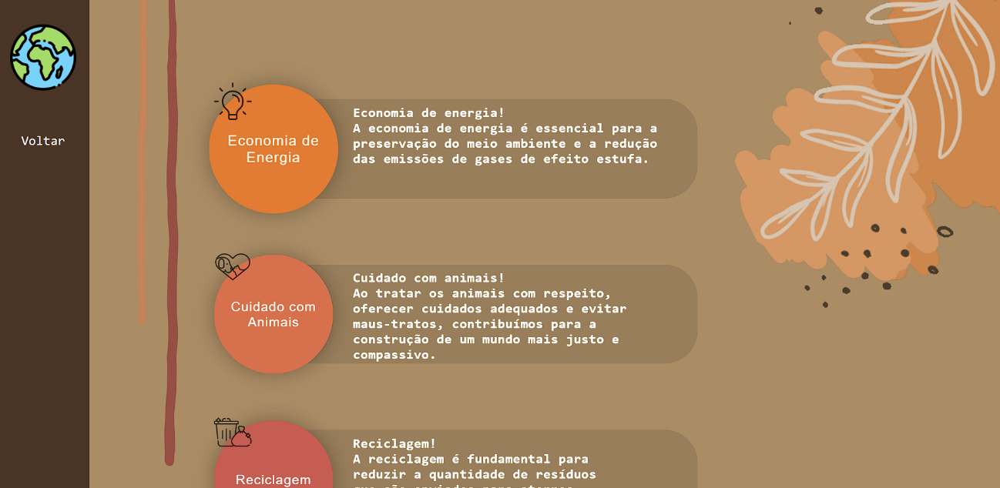 Voltar
Economia de
Energia
Economia de energia!
A economia de energia é essencial para a
preservação do meio ambiente e a redução
das emissões de gases de efeito estufa.
Cuidado com
Animais
Cuidado com animais!
Ao tratar os animais com respeito,
oferecer cuidados adequados e evitar
maus-tratos, contribuímos para a
construção de um mundo mais justo e
compassivo.
Reciclagem
Reciclagem!
A reciclagem é fundamental para
reduzir a quantidade de resíduos